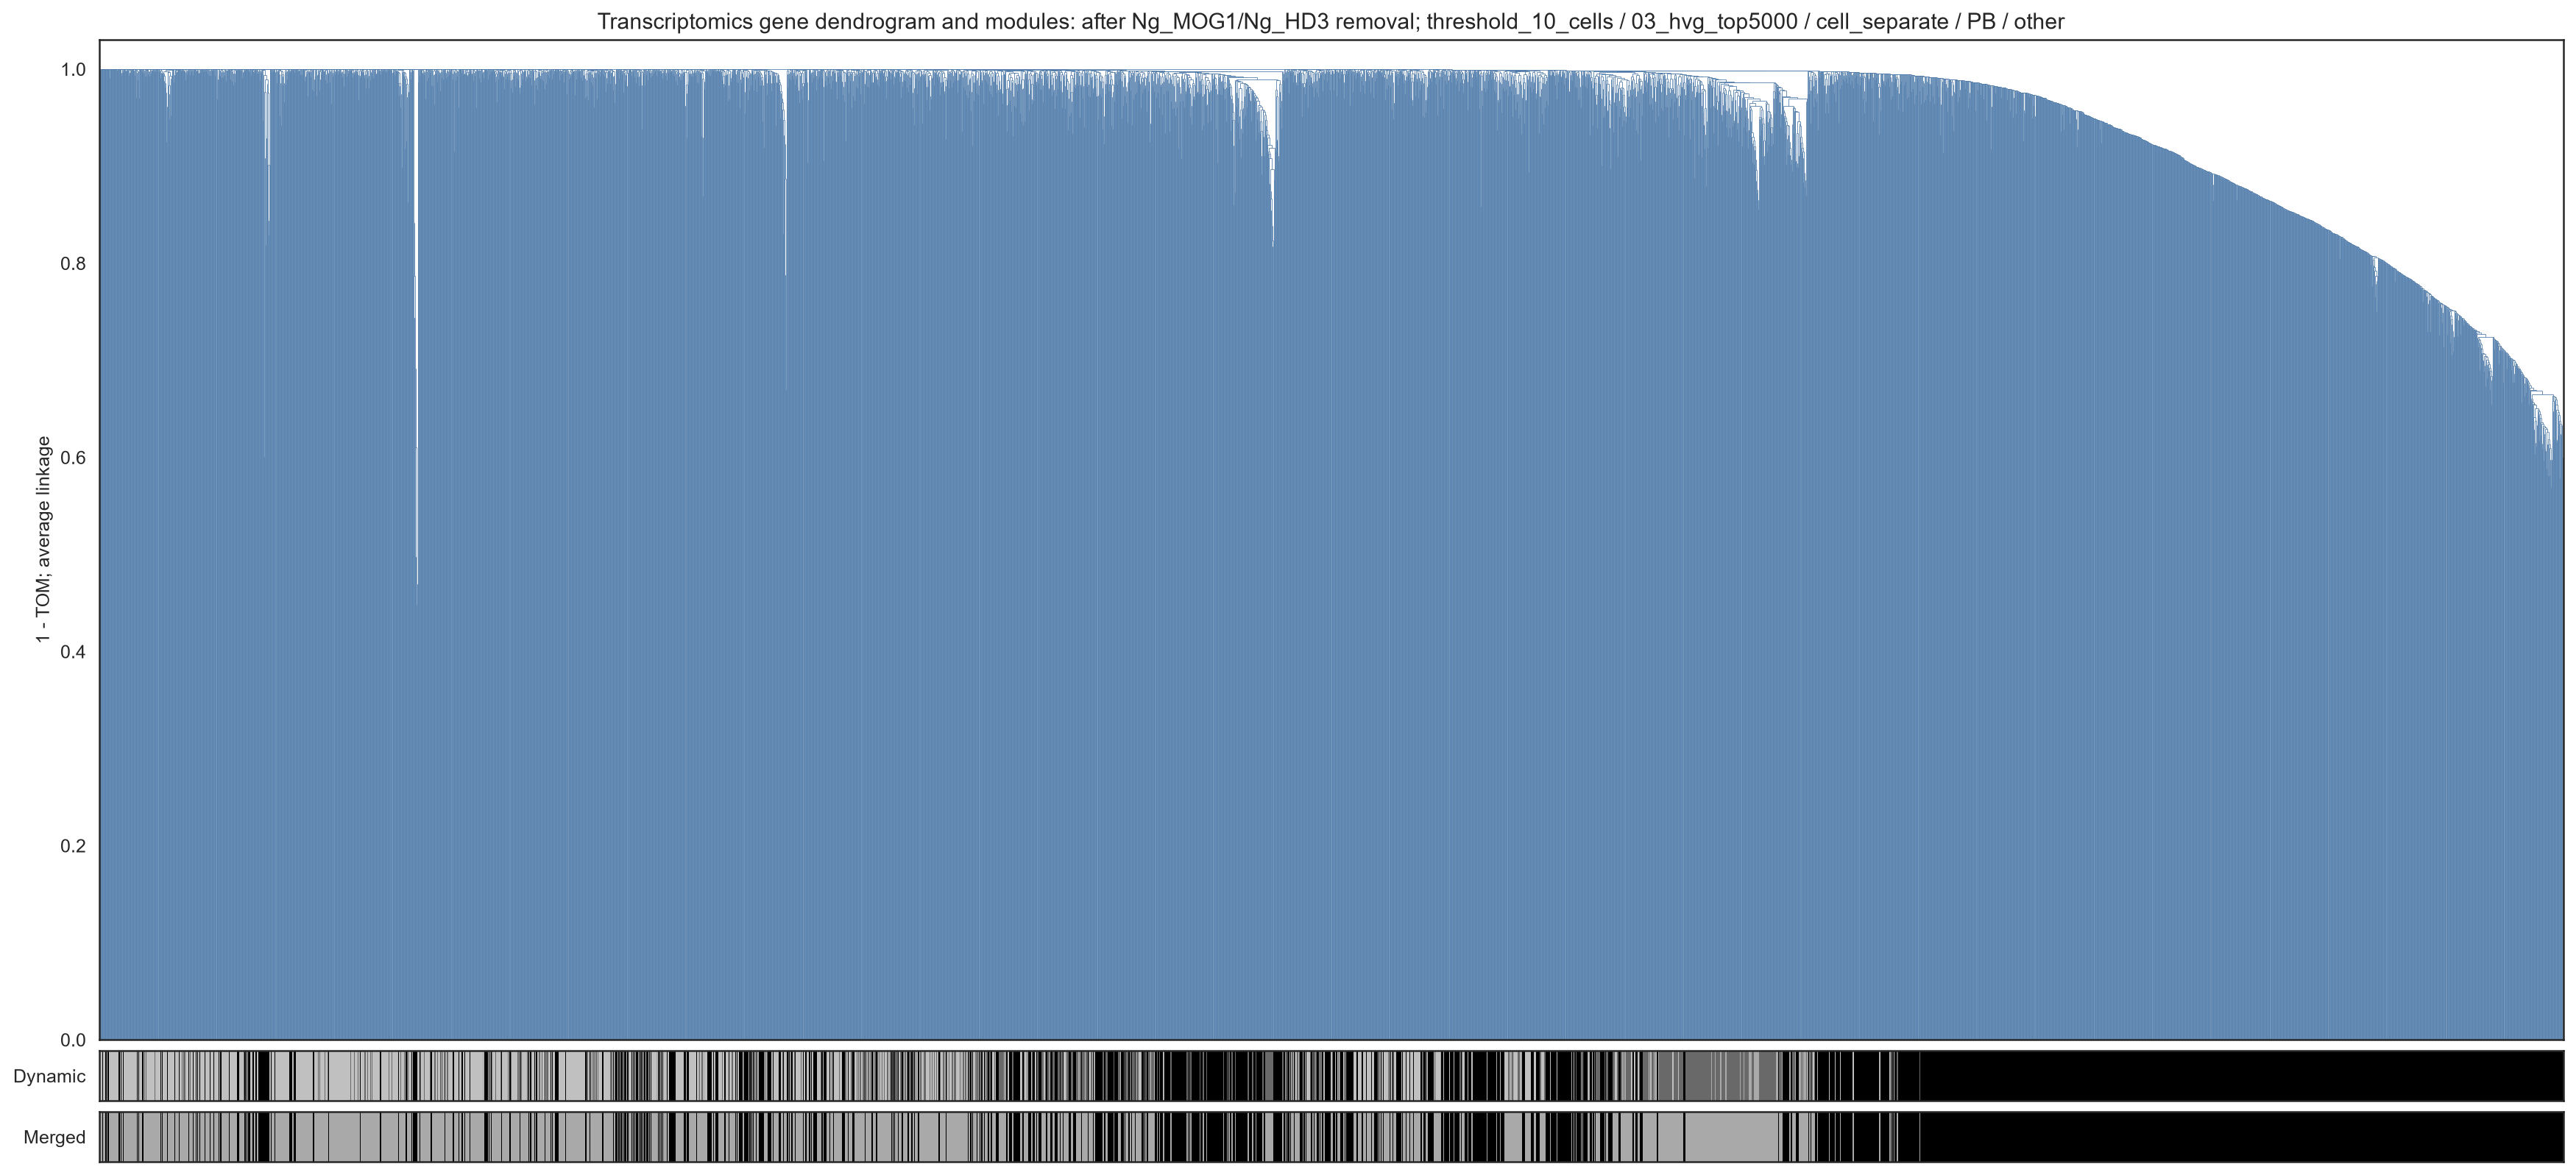 Transcriptomics gene dendrogram and modules: after Ng_MOG1/Ng_HD3 removal; threshold_10_cells / 03_hvg_top5000 / cell_separate / PB / other
1.0
0.8
0.6
0.4
0.2
0.0
1 - TOM; average linkage
Dynamic
Merged